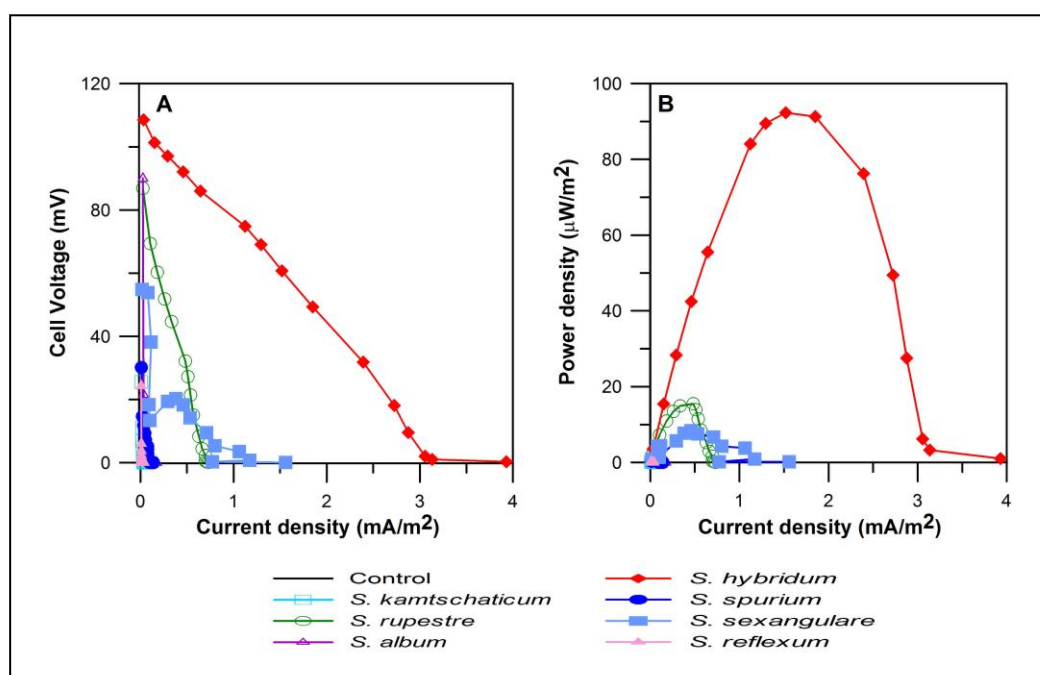 A
B
120
80
40
0
Cell Voltage (mV)
0 1 2 3 4
Current density (mA/m²)
100
80
60
40
20
0
Power density (μW/m²)
0 1 2 3 4
Current density (mA/m²)
Control
S. kamtschaticum
S. rupestre
S. album
S. hybridum
S. spurium
S. sexangulare
S. reflexum